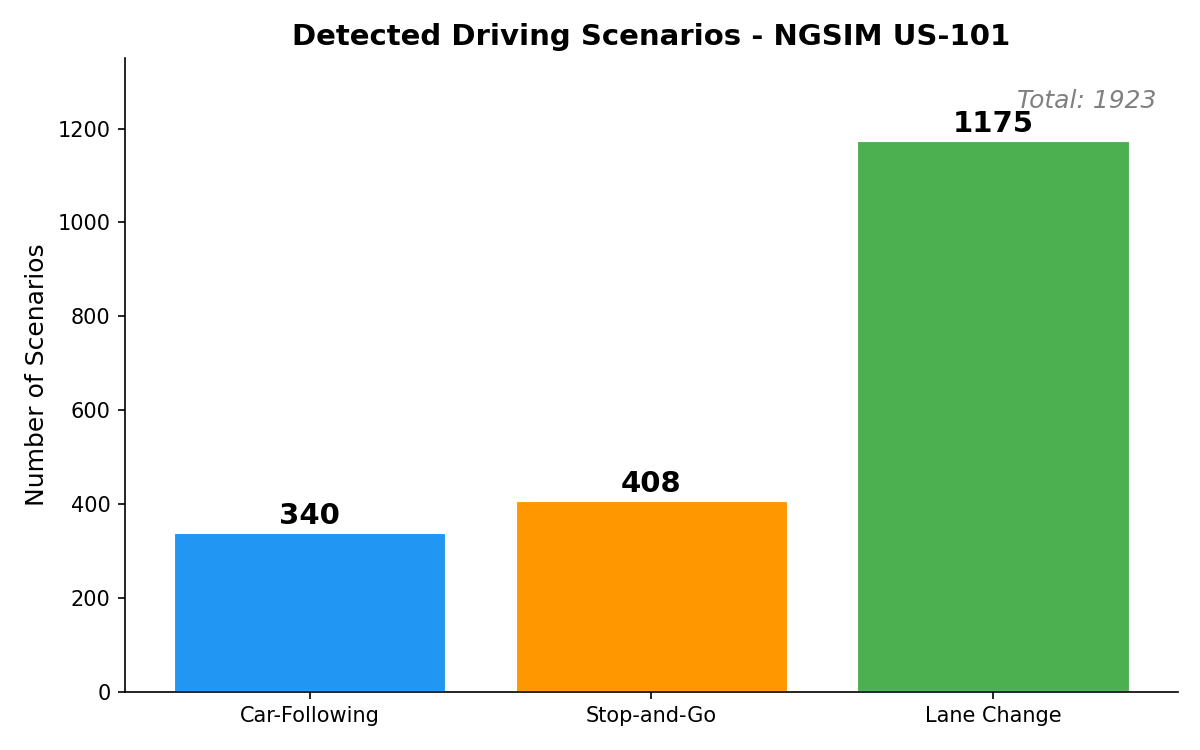 Detected Driving Scenarios - NGSIM US-101
Total: 1923
Number of Scenarios
1200
1000
800
600
400
200
0
340
408
1175
Car-Following
Stop-and-Go
Lane Change